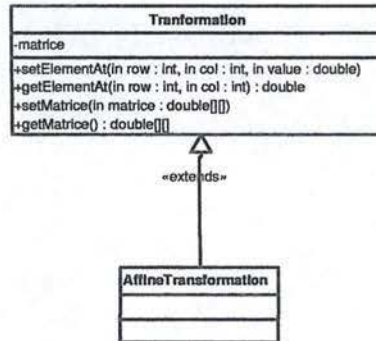 Tranformation
-matrice
+setElementAt(in row : int, in col : int, in value : double)
+getElementAt(in row : int, in col : int) : double
+setMatrice(in matrice : double[][])
+getMatrice() : double[][]
«extends»
AffineTransformation